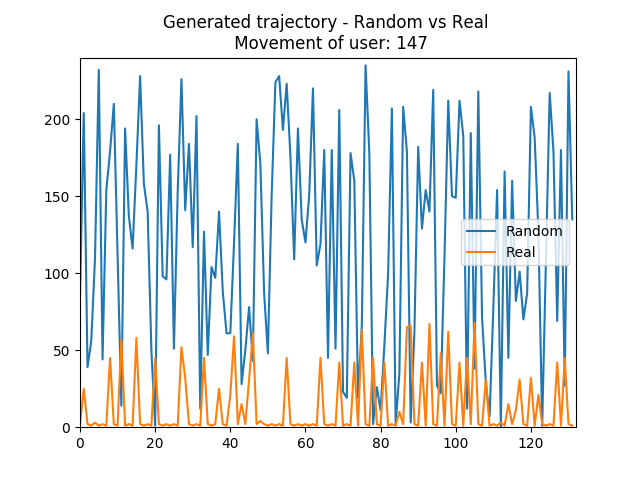 Generated trajectory - Random vs Real
Movement of user: 147
200
150
100
50
0
Random
Real
0 20 40 60 80 100 120